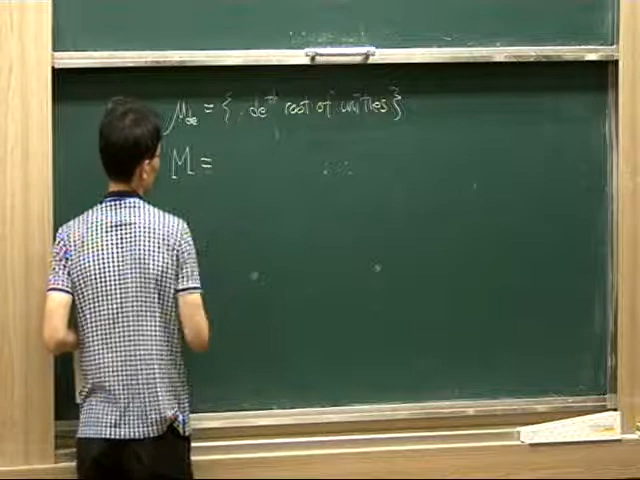 μ_de = { de^th root of unities }
M =